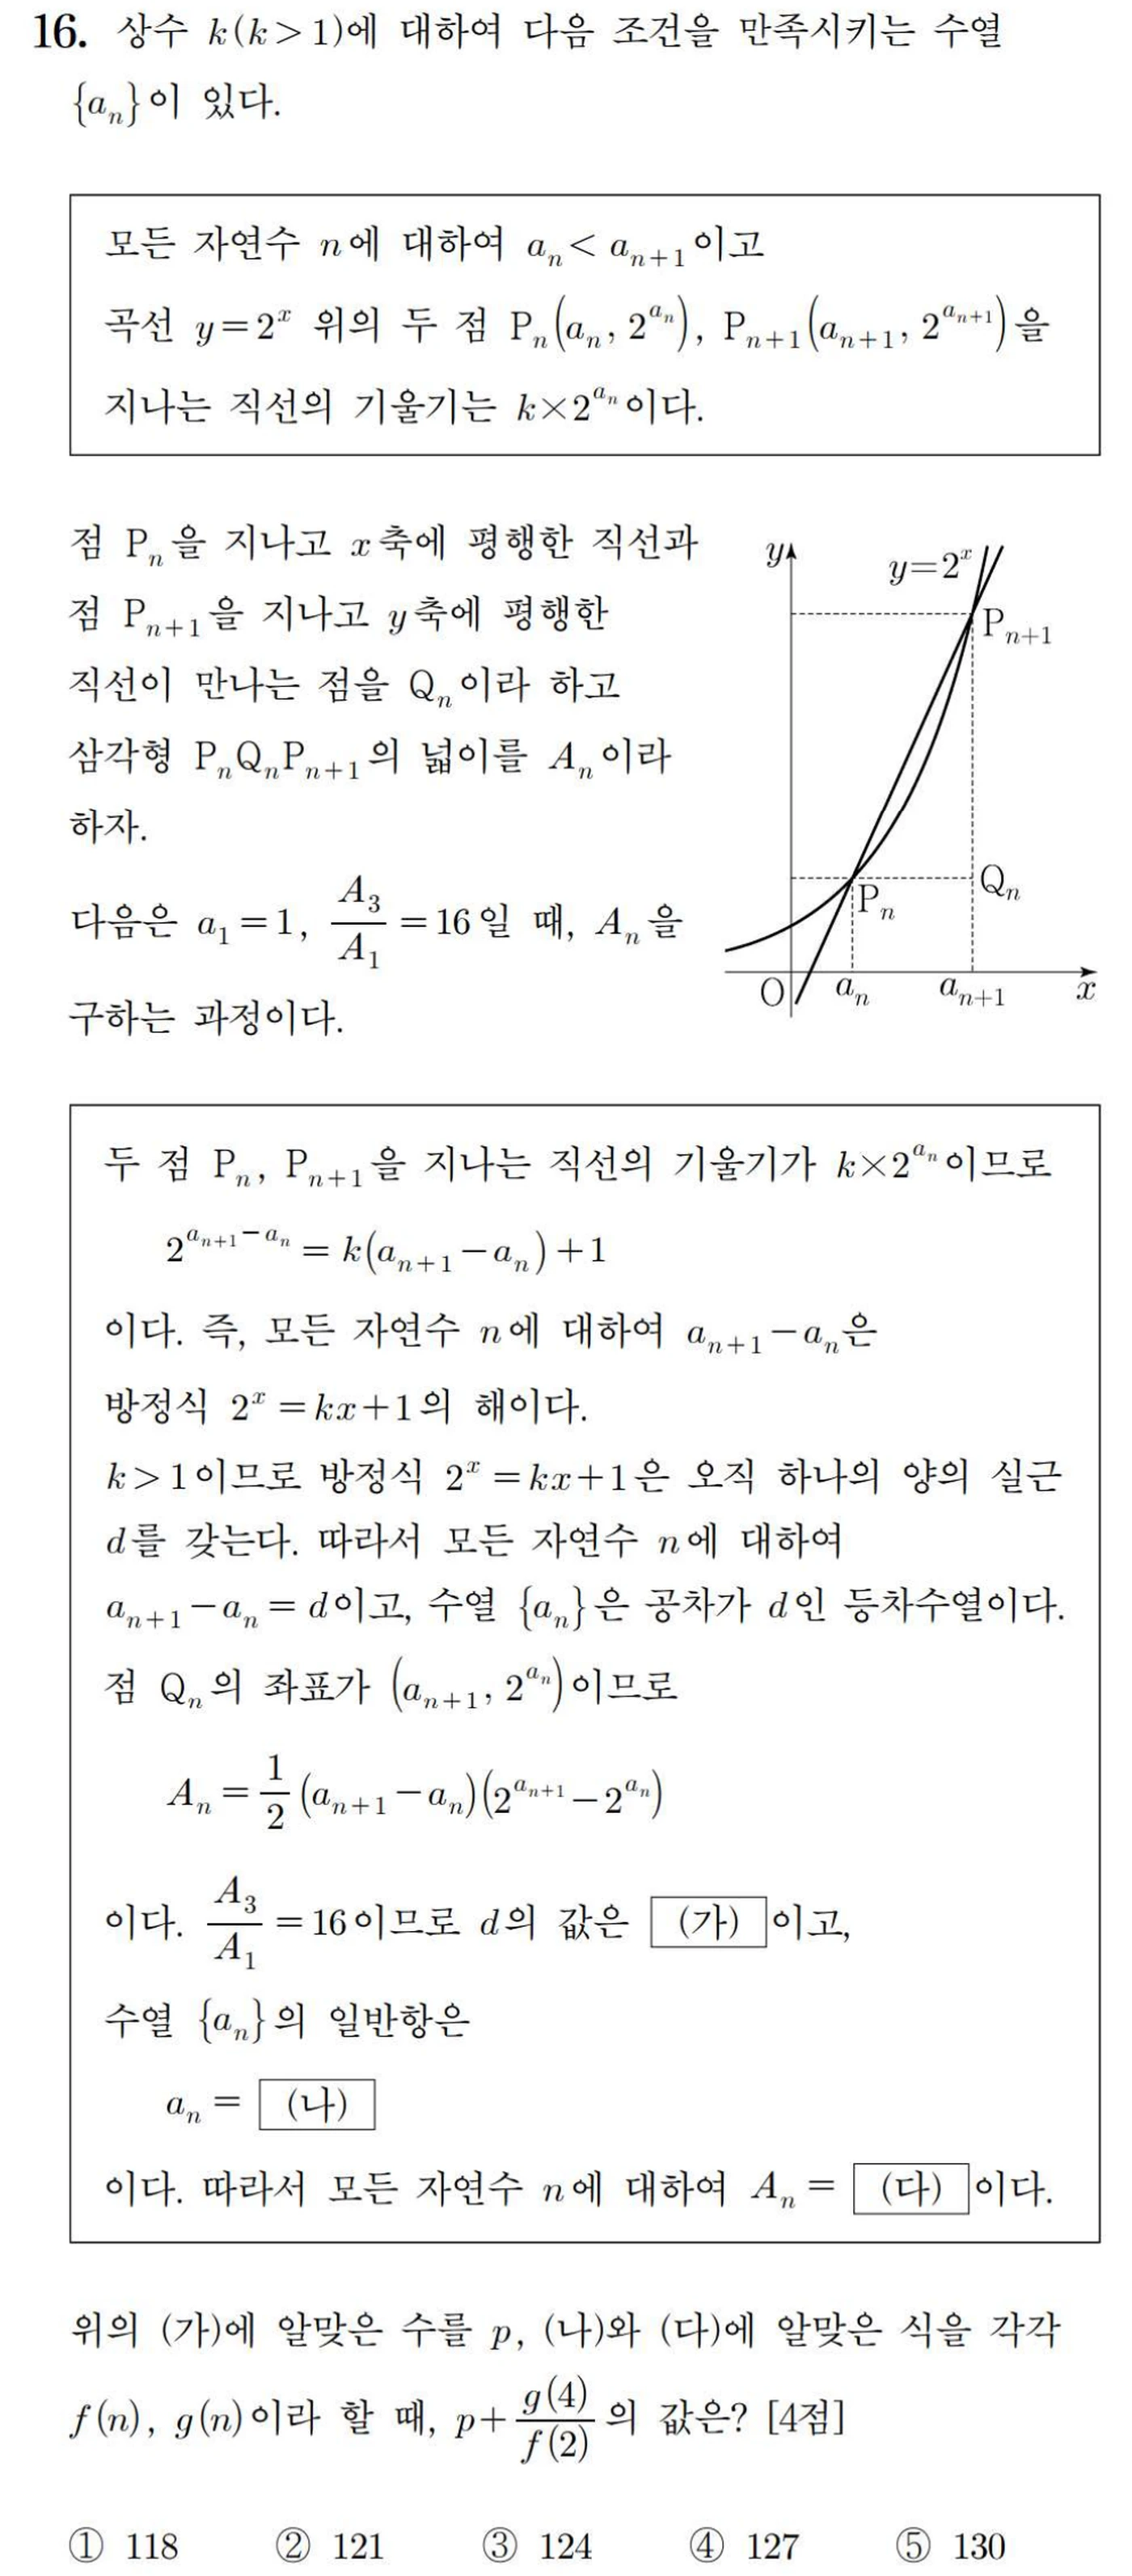 16. 상수 k(k>1)에 대하여 다음 조건을 만족시키는 수열
{aₙ}이 있다.
모든 자연수 n에 대하여 aₙ < aₙ₊₁이고
곡선 y=2^x 위의 두 점 Pₙ(aₙ, 2^{aₙ}), Pₙ₊₁(aₙ₊₁, 2^{aₙ₊₁})을
지나는 직선의 기울기는 k×2^{aₙ}이다.
점 Pₙ을 지나고 x축에 평행한 직선과
점 Pₙ₊₁을 지나고 y축에 평행한
직선이 만나는 점을 Qₙ이라 하고
삼각형 PₙQₙPₙ₊₁의 넓이를 Aₙ이라
하자.
다음은 a₁=1, A₃/A₁=16일 때, Aₙ을
구하는 과정이다.
y
y=2^x
Pₙ₊₁
Qₙ
Pₙ
O
aₙ
aₙ₊₁
x
두 점 Pₙ, Pₙ₊₁을 지나는 직선의 기울기가 k×2^{aₙ}이므로
2^{aₙ₊₁−aₙ} = k(aₙ₊₁−aₙ)+1
이다. 즉, 모든 자연수 n에 대하여 aₙ₊₁−aₙ은
방정식 2^x = kx+1의 해이다.
k>1이므로 방정식 2^x = kx+1은 오직 하나의 양의 실근
d를 갖는다. 따라서 모든 자연수 n에 대하여
aₙ₊₁−aₙ = d이고, 수열 {aₙ}은 공차가 d인 등차수열이다.
점 Qₙ의 좌표가 (aₙ₊₁, 2^{aₙ})이므로
Aₙ = 1/2 (aₙ₊₁−aₙ)(2^{aₙ₊₁}−2^{aₙ})
이다. A₃/A₁ = 16이므로 d의 값은 (가) 이고,
수열 {aₙ}의 일반항은
aₙ = (나)
이다. 따라서 모든 자연수 n에 대하여 Aₙ = (다) 이다.
위의 (가)에 알맞은 수를 p, (나)와 (다)에 알맞은 식을 각각
f(n), g(n)이라 할 때, p+g(4)/f(2)의 값은? [4점]
① 118 ② 121 ③ 124 ④ 127 ⑤ 130